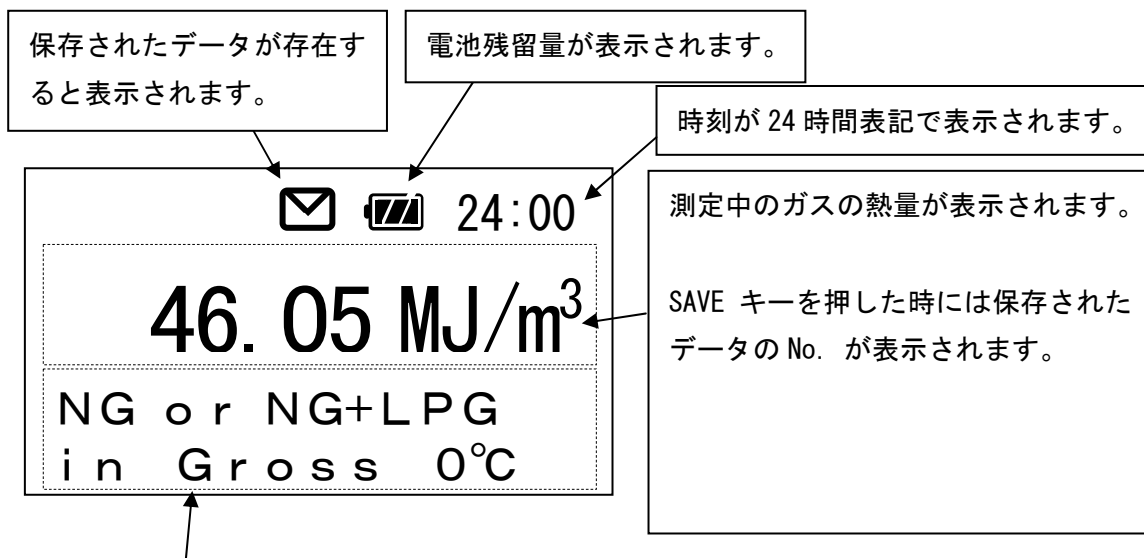 保存されたデータが存在す
ると表示されます。
電池残留量が表示されます。
時刻が 24 時間表記で表示されます。
24:00
測定中のガスの熱量が表示されます。
46.05 MJ/m³
SAVE キーを押した時には保存された
データの No. が表示されます。
NG or NG+LPG
in Gross 0℃